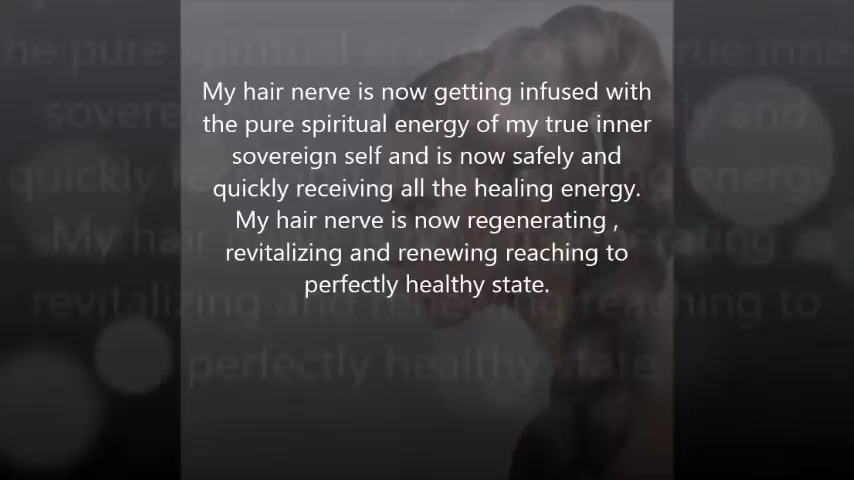 My hair nerve is now getting infused with
the pure spiritual energy of my true inner
sovereign self and is now safely and
quickly receiving all the healing energy.
My hair nerve is now regenerating ,
revitalizing and renewing reaching to
perfectly healthy state.